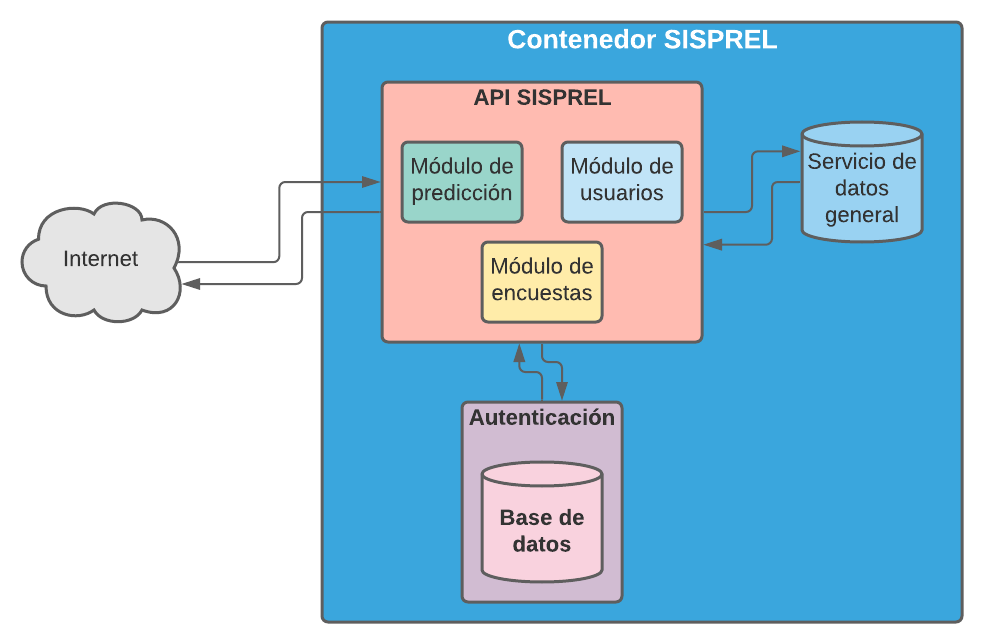 Contenedor SISPREL
API SISPREL
Módulo de
predicción
Módulo de
usuarios
Servicio de
datos
general
Internet
Módulo de
encuestas
Autenticación
Base de
datos